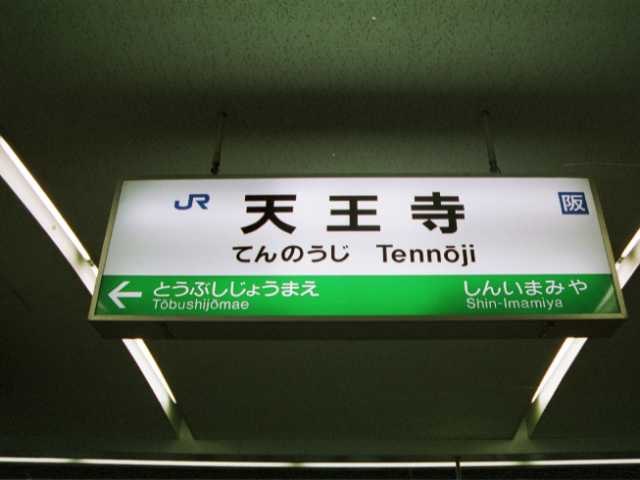 JR 天王寺 阪
てんのうじ Tennōji
← とうぶしじょうまえ しんいまみや
Tōbushijōmae Shin-Imamiya